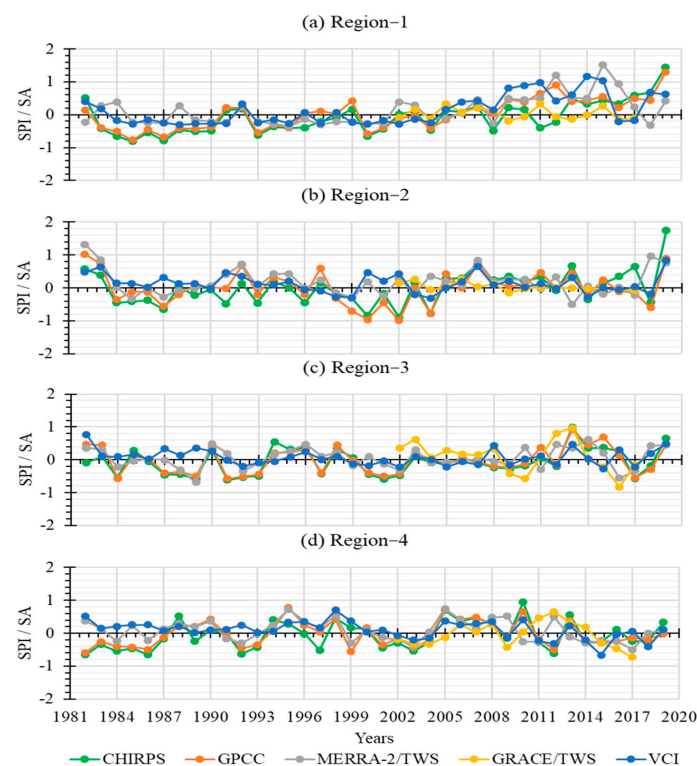 (a) Region−1
2
1
0
-1
-2
SPI / SA
(b) Region−2
2
1
0
-1
-2
SPI / SA
(c) Region−3
2
1
0
-1
-2
SPI / SA
(d) Region−4
2
1
0
-1
-2
SPI / SA
1981 1984 1987 1990 1993 1996 1999 2002 2005 2008 2011 2014 2017 2020
Years
CHIRPS GPCC MERRA-2/TWS GRACE/TWS VCI